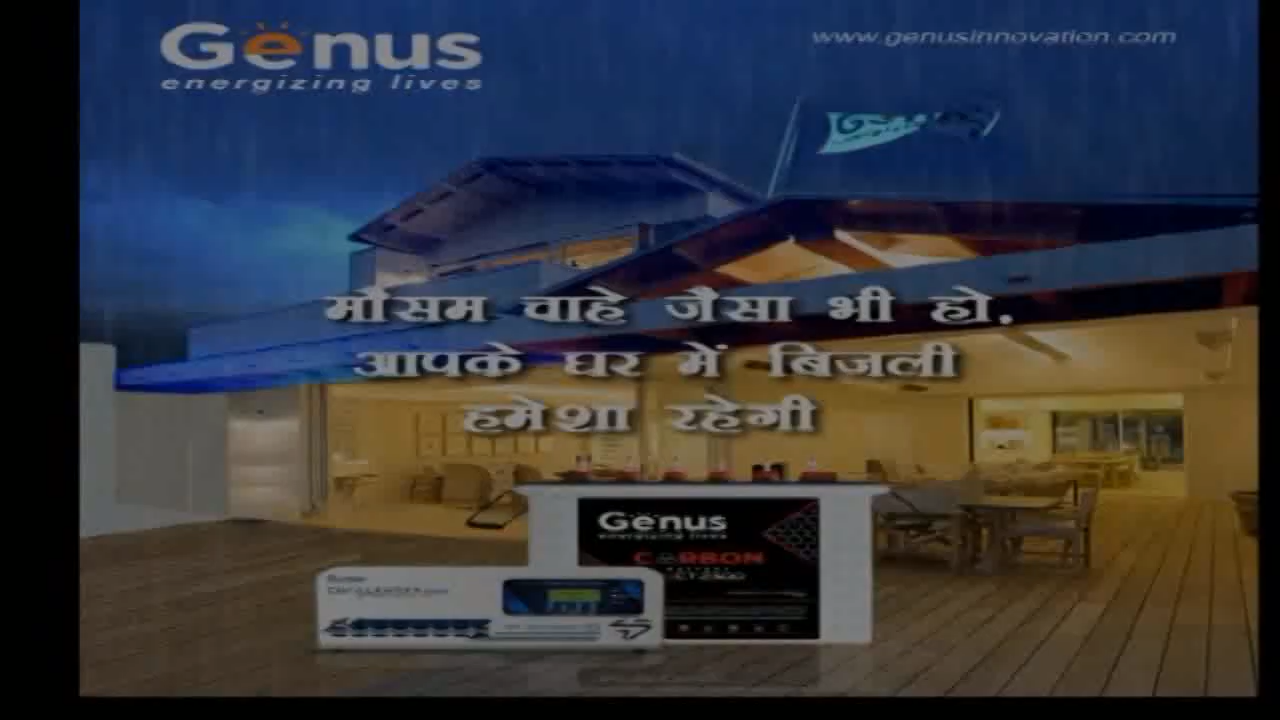 Genus
energizing lives
www.genusinnovation.com
मौसम चाहे जैसा भी हो,
आपके घर में बिजली
हमेशा रहेगी
Genus
energizing lives
CARBON